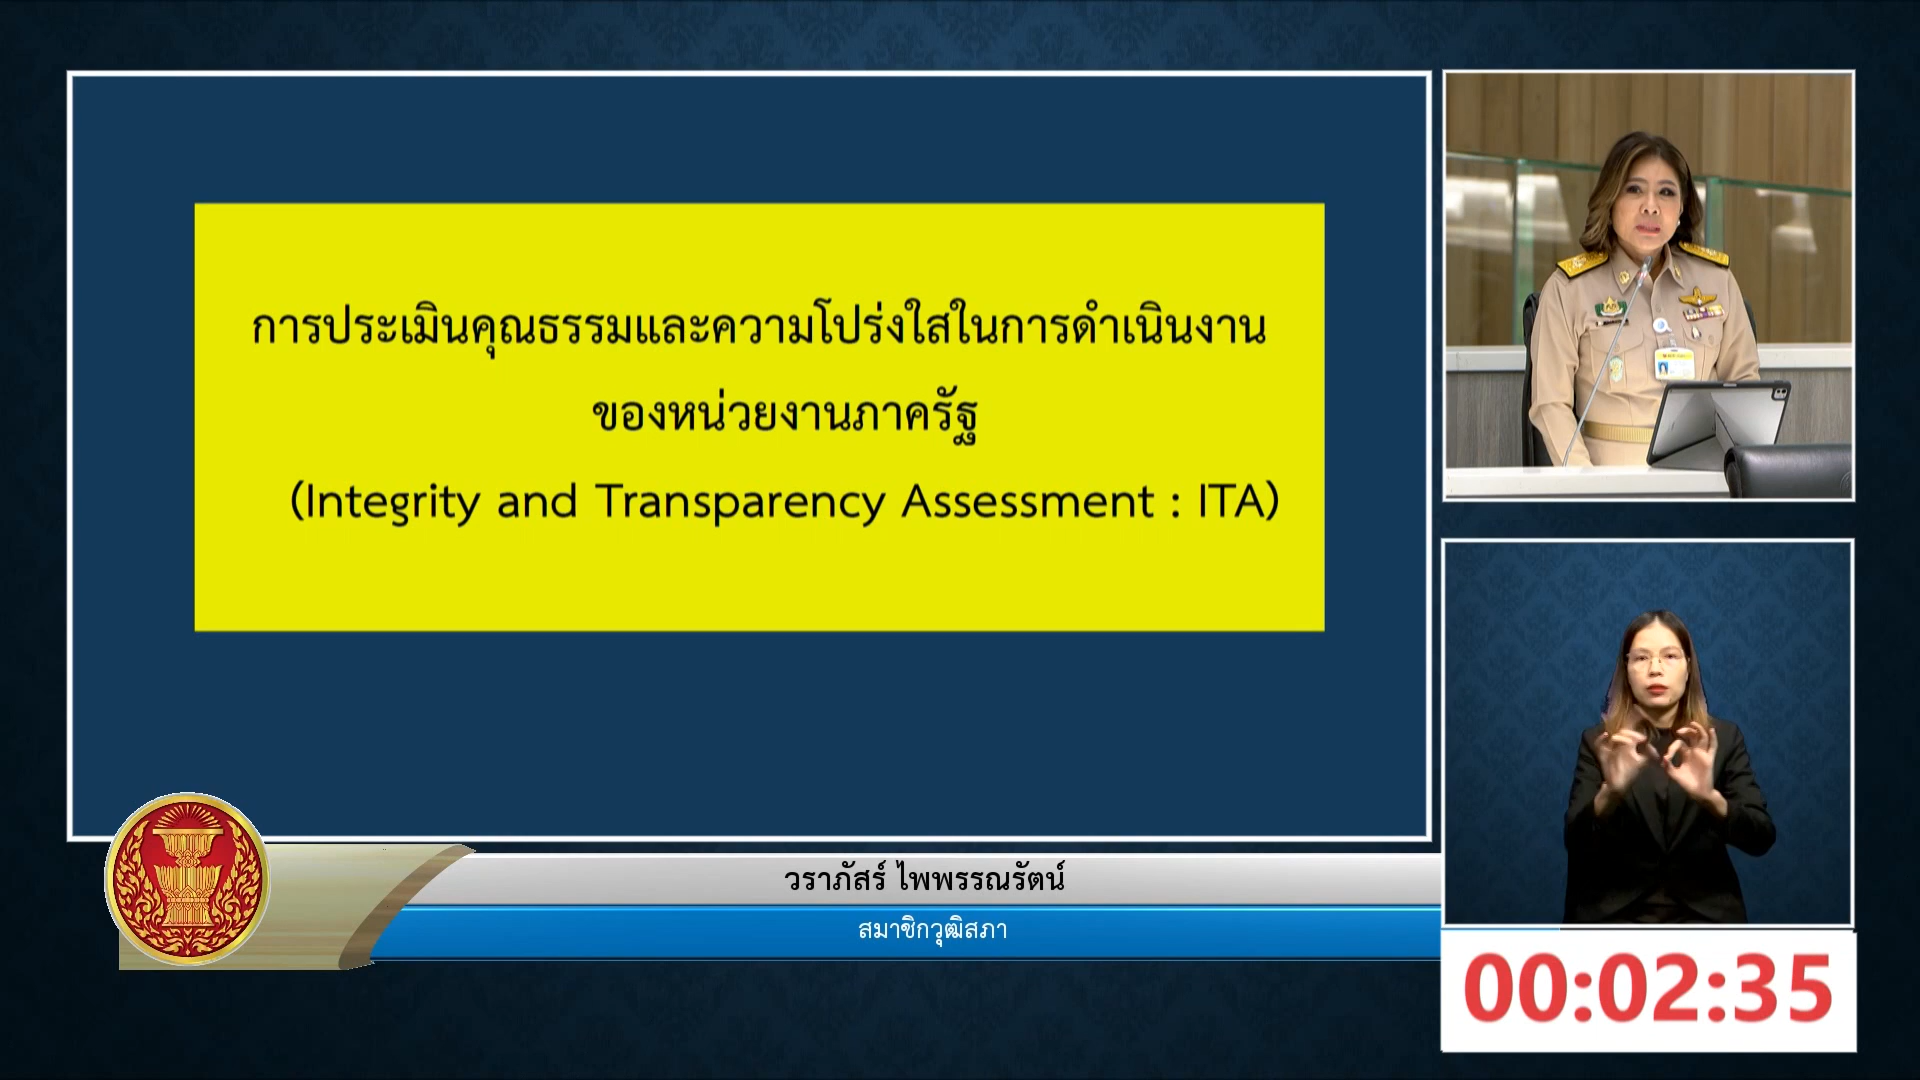 การประเมินคุณธรรมและความโปร่งใสในการดำเนินงาน
ของหน่วยงานภาครัฐ
(Integrity and Transparency Assessment : ITA)
วราภัสร์ ไพพรรณรัตน์
สมาชิกวุฒิสภา
00:02:35